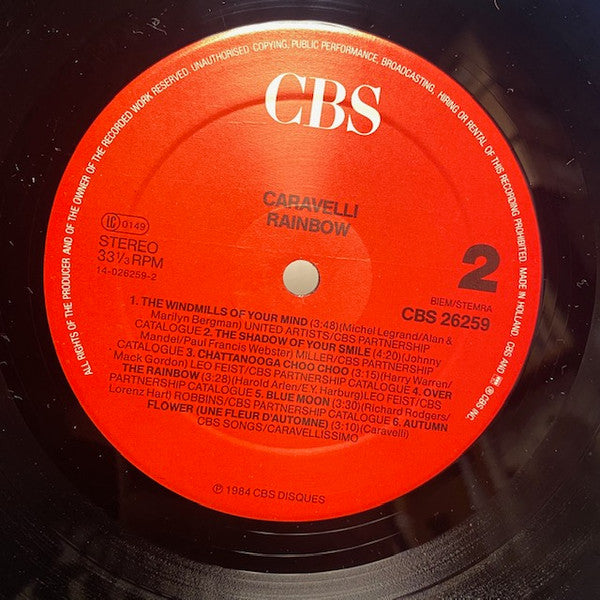 ALL RIGHTS OF THE PRODUCER AND OF THE OWNER OF THE RECORDED WORK RESERVED. UNAUTHORISED COPYING, PUBLIC PERFORMANCE, BROADCASTING, HIRING OR RENTAL OF THIS RECORDING PROHIBITED. MADE IN HOLLAND. CBS AND ℗ CBS INC.
CBS
CARAVELLI
RAINBOW
LC 0149
STEREO
33⅓ RPM
14-026259-2
2
BIEM/STEMRA
CBS 26259
1. THE WINDMILLS OF YOUR MIND (3:48)(Michel Legrand/Alan &
Marilyn Bergman) UNITED ARTISTS/CBS PARTNERSHIP
CATALOGUE 2. THE SHADOW OF YOUR SMILE (4:20)(Johnny
Mandel/Paul Francis Webster) MILLER/CBS PARTNERSHIP
CATALOGUE 3. CHATTANOOGA CHOO CHOO (3:15)(Harry Warren/
Mack Gordon) LEO FEIST/CBS PARTNERSHIP CATALOGUE 4. OVER
THE RAINBOW (3:28)(Harold Arlen/E.Y. Harburg) LEO FEIST/CBS
PARTNERSHIP CATALOGUE 5. BLUE MOON (3:30)(Richard Rodgers/
Lorenz Hart) ROBBINS/CBS PARTNERSHIP CATALOGUE 6. AUTUMN
FLOWER (UNE FLEUR D'AUTOMNE) (3:10)(Caravelli)
CBS SONGS/CARAVELLISSIMO
℗ 1984 CBS DISQUES